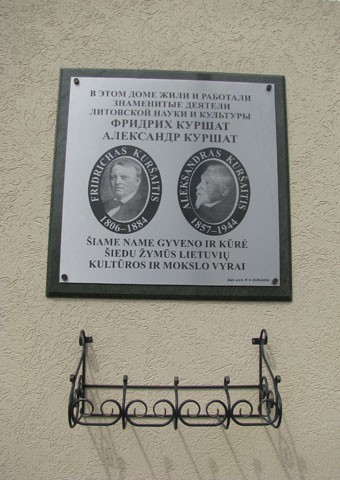 В ЭТОМ ДОМЕ ЖИЛИ И РАБОТАЛИ
ЗНАМЕНИТЫЕ ДЕЯТЕЛИ
ЛИТОВСКОЙ НАУКИ И КУЛЬТУРЫ
ФРИДРИХ КУРШАТ
АЛЕКСАНДР КУРШАТ
FRIDRICHAS KURŠAITIS
1806–1884
ALEKSANDRAS KURŠAITIS
1857–1944
ŠIAME NAME GYVENO IR KŪRĖ
ŠIEDU ŽYMŪS LIETUVIŲ
KULTŪROS IR MOKSLO VYRAI